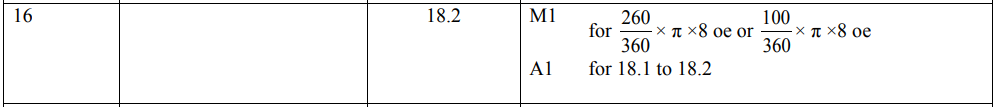 16 18.2 M1 for 260/360 × π ×8 oe or 100/360 × π ×8 oe
A1 for 18.1 to 18.2